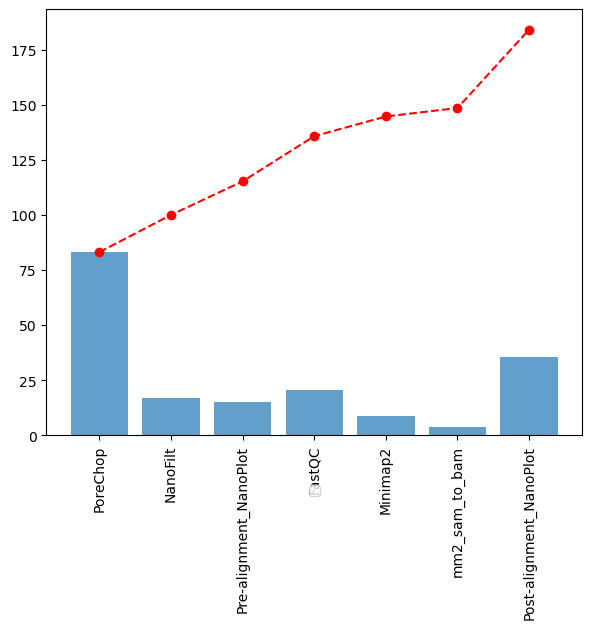 175
150
125
100
75
50
25
0
PoreChop
NanoFilt
Pre-alignment_NanoPlot
FastQC
Minimap2
mm2_sam_to_bam
Post-alignment_NanoPlot